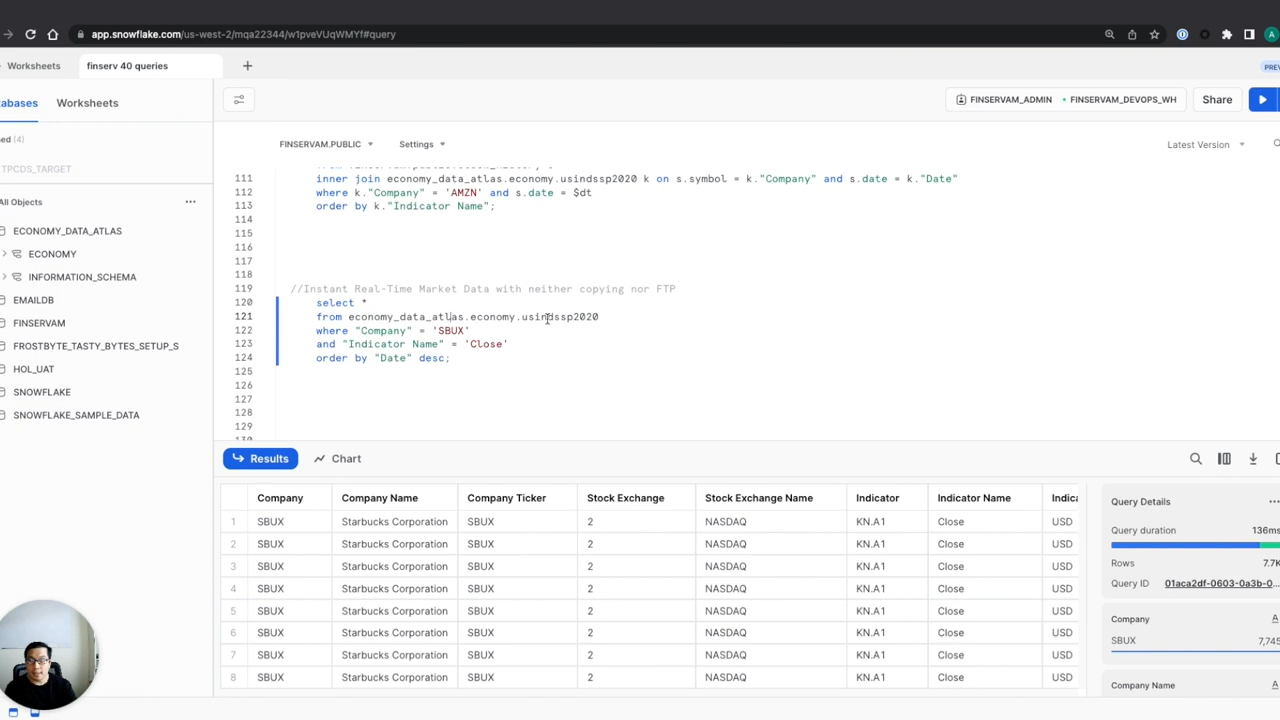 app.snowflake.com/us-west-2/mqa22344/w1pveVUqWMYf#query
Worksheets
finserv 40 queries
Worksheets
FINSERVAM_ADMIN
FINSERVAM_DEVOPS_WH
Share
(4)
TPCDS_TARGET
FINSERVAM.PUBLIC
Settings
Latest Version
All Objects
ECONOMY_DATA_ATLAS
ECONOMY
INFORMATION_SCHEMA
EMAILDB
FINSERVAM
FROSTBYTE_TASTY_BYTES_SETUP_S
HOL_UAT
SNOWFLAKE
SNOWFLAKE_SAMPLE_DATA
111 inner join economy_data_atlas.economy.usindssp2020 k on s.symbol = k."Company" and s.date = k."Date"
112 where k."Company" = 'AMZN' and s.date = $dt
113 order by k."Indicator Name";
114
115
116
117
118
119 //Instant Real-Time Market Data with neither copying nor FTP
120 select *
121 from economy_data_atlas.economy.usindssp2020
122 where "Company" = 'SBUX'
123 and "Indicator Name" = 'Close'
124 order by "Date" desc;
125
126
127
128
129
Results
Chart
Company Company Name Company Ticker Stock Exchange Stock Exchange Name Indicator Indicator Name
1 SBUX Starbucks Corporation SBUX 2 NASDAQ KN.A1 Close USD
2 SBUX Starbucks Corporation SBUX 2 NASDAQ KN.A1 Close USD
3 SBUX Starbucks Corporation SBUX 2 NASDAQ KN.A1 Close USD
4 SBUX Starbucks Corporation SBUX 2 NASDAQ KN.A1 Close USD
5 SBUX Starbucks Corporation SBUX 2 NASDAQ KN.A1 Close USD
6 SBUX Starbucks Corporation SBUX 2 NASDAQ KN.A1 Close USD
7 SBUX Starbucks Corporation SBUX 2 NASDAQ KN.A1 Close USD
8 SBUX Starbucks Corporation SBUX 2 NASDAQ KN.A1 Close USD
Query Details
Query duration 136ms
Rows 7.7K
Query ID 01aca2df-0603-0a3b-0...
Company A
SBUX 7,745
Company Name A